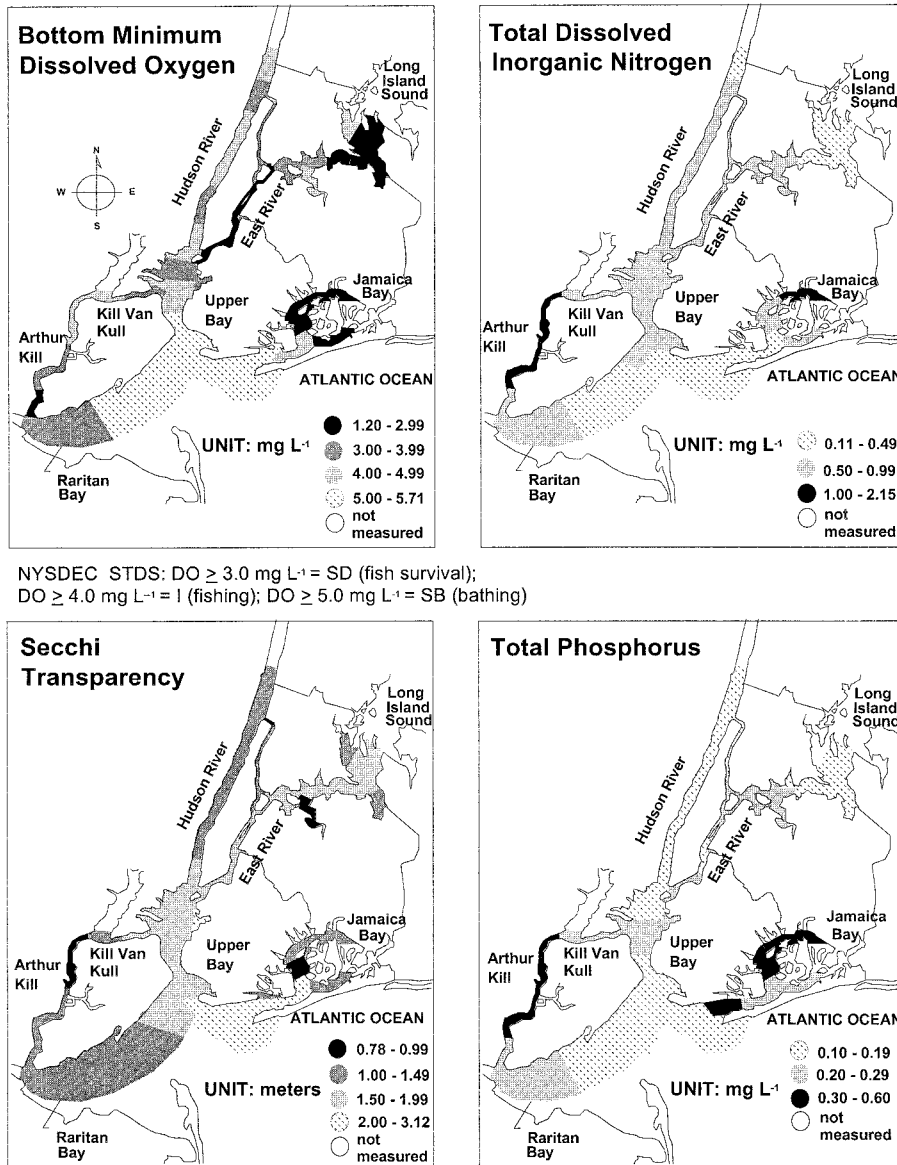 Bottom Minimum
Dissolved Oxygen
Long
Island
Sound
N
W E
S
Hudson River
East River
Jamaica
Bay
Upper
Bay
Kill Van
Kull
Arthur
Kill
ATLANTIC OCEAN
UNIT: mg L-1
1.20 - 2.99
3.00 - 3.99
4.00 - 4.99
5.00 - 5.71
not
measured
Raritan
Bay
Total Dissolved
Inorganic Nitrogen
Long
Island
Sound
Hudson River
East River
Jamaica
Bay
Upper
Bay
Kill Van
Kull
Arthur
Kill
ATLANTIC OCEAN
UNIT: mg L-1
0.11 - 0.49
0.50 - 0.99
1.00 - 2.15
not
measured
Raritan
Bay
NYSDEC STDS: DO ≥ 3.0 mg L-1 = SD (fish survival);
DO ≥ 4.0 mg L-1 = I (fishing); DO ≥ 5.0 mg L-1 = SB (bathing)
Secchi
Transparency
Long
Island
Sound
Hudson River
East River
Jamaica
Bay
Upper
Bay
Kill Van
Kull
Arthur
Kill
ATLANTIC OCEAN
UNIT: meters
0.78 - 0.99
1.00 - 1.49
1.50 - 1.99
2.00 - 3.12
not
measured
Raritan
Bay
Total Phosphorus
Long
Island
Sound
Hudson River
East River
Jamaica
Bay
Upper
Bay
Kill Van
Kull
Arthur
Kill
ATLANTIC OCEAN
UNIT: mg L-1
0.10 - 0.19
0.20 - 0.29
0.30 - 0.60
not
measured
Raritan
Bay